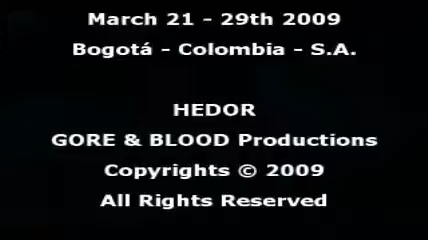 March 21 - 29th 2009
Bogotá - Colombia - S.A.
HEDOR
GORE & BLOOD Productions
Copyrights © 2009
All Rights Reserved